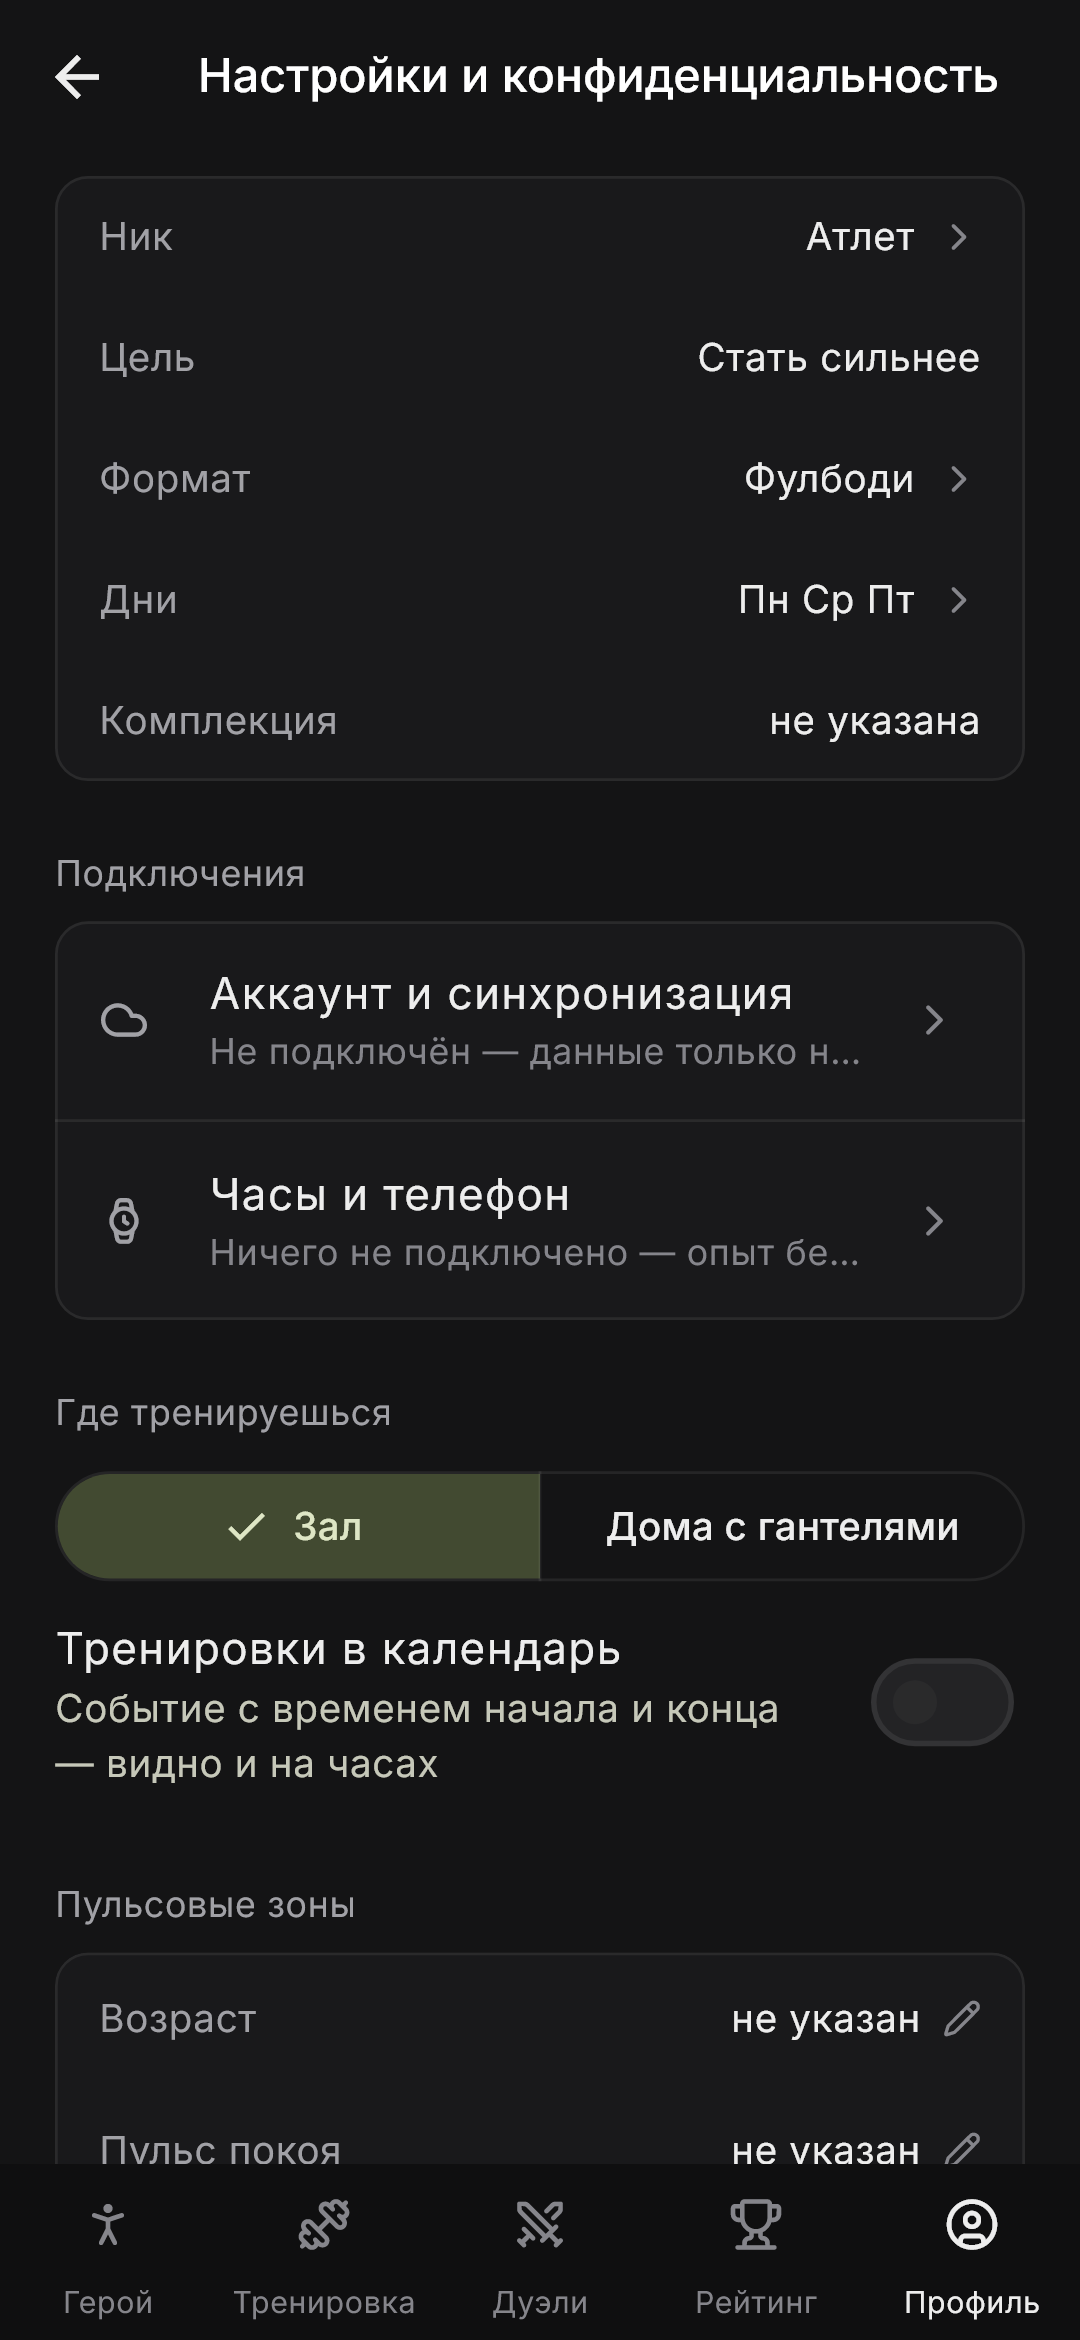 Настройки и конфиденциальность
Ник
Атлет
Цель
Стать сильнее
Формат
Фулбоди
Дни
Пн Ср Пт
Комплекция
не указана
Подключения
Аккаунт и синхронизация
Не подключён — данные только н...
Часы и телефон
Ничего не подключено — опыт бе...
Где тренируешься
Зал
Дома с гантелями
Тренировки в календарь
Событие с временем начала и конца
— видно и на часах
Пульсовые зоны
Возраст
не указан
Пульс покоя
не указан
Герой
Тренировка
Дуэли
Рейтинг
Профиль